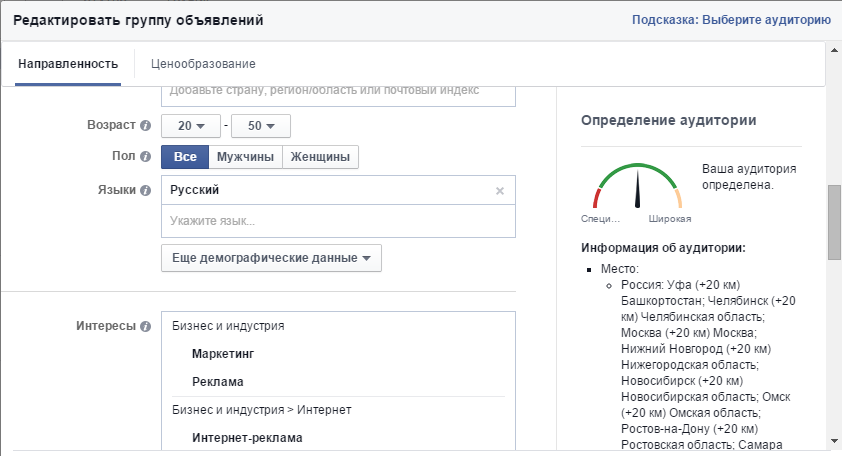 Редактировать группу объявлений
Подсказка: Выберите аудиторию
Направленность
Ценообразование
Добавьте страну, регион/область или почтовый индекс
Возраст 20 - 50
Пол Все Мужчины Женщины
Языки Русский
Укажите язык...
Еще демографические данные
Интересы Бизнес и индустрия
Маркетинг
Реклама
Бизнес и индустрия > Интернет
Интернет-реклама
Определение аудитории
Ваша аудитория
определена.
Специ... Широкая
Информация об аудитории:
Место:
Россия: Уфа (+20 км)
Башкортостан; Челябинск (+20
км) Челябинская область;
Москва (+20 км) Москва;
Нижний Новгород (+20 км)
Нижегородская область;
Новосибирск (+20 км)
Новосибирская область; Омск
(+20 км) Омская область;
Ростов-на-Дону (+20 км)
Ростовская область; Самара